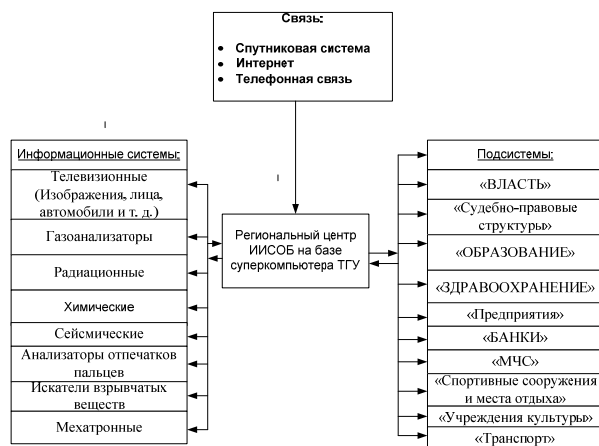 Связь:
• Спутниковая система
• Интернет
• Телефонная связь
Информационные системы:
Телевизионные
(Изображения, лица,
автомобили и т. д.)
Газоанализаторы
Радиационные
Химические
Сейсмические
Анализаторы отпечатков
пальцев
Искатели взрывчатых
веществ
Мехатронные
Региональный центр
ИИСОБ на базе
суперкомпьютера ТГУ
Подсистемы:
«ВЛАСТЬ»
«Судебно-правовые
структуры»
«ОБРАЗОВАНИЕ»
«ЗДРАВООХРАНЕНИЕ»
«Предприятия»
«БАНКИ»
«МЧС»
«Спортивные сооружения
и места отдыха»
«Учреждения культуры»
«Транспорт»